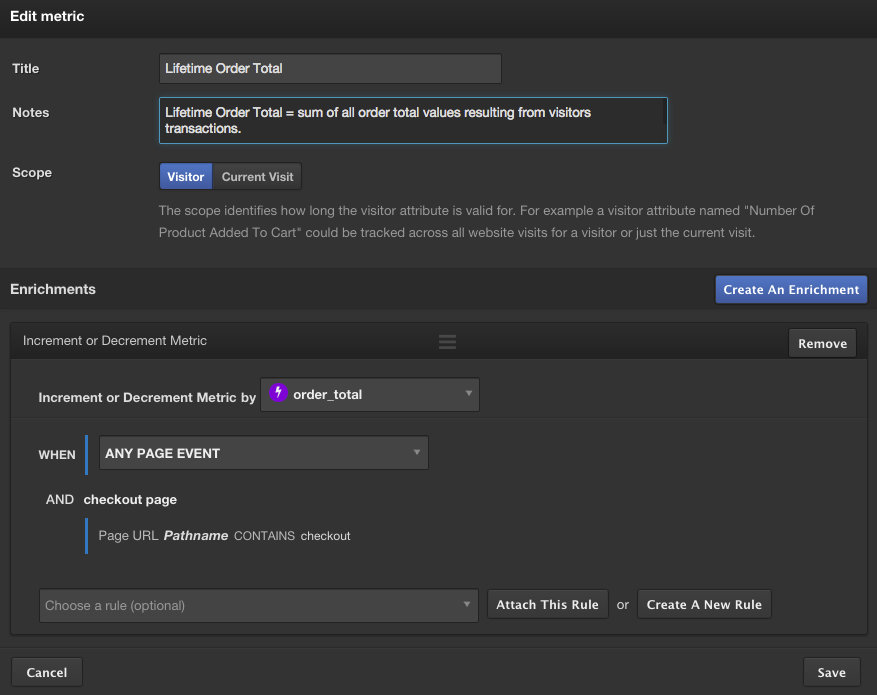 Edit metric
Title
Lifetime Order Total
Notes
Lifetime Order Total = sum of all order total values resulting from visitors
transactions.
Scope
Visitor Current Visit
The scope identifies how long the visitor attribute is valid for. For example a visitor attribute named "Number Of
Product Added To Cart" could be tracked across all website visits for a visitor or just the current visit.
Enrichments
Create An Enrichment
Increment or Decrement Metric
Remove
Increment or Decrement Metric by order_total
WHEN ANY PAGE EVENT
AND checkout page
Page URL Pathname CONTAINS checkout
Choose a rule (optional) Attach This Rule or Create A New Rule
Cancel Save